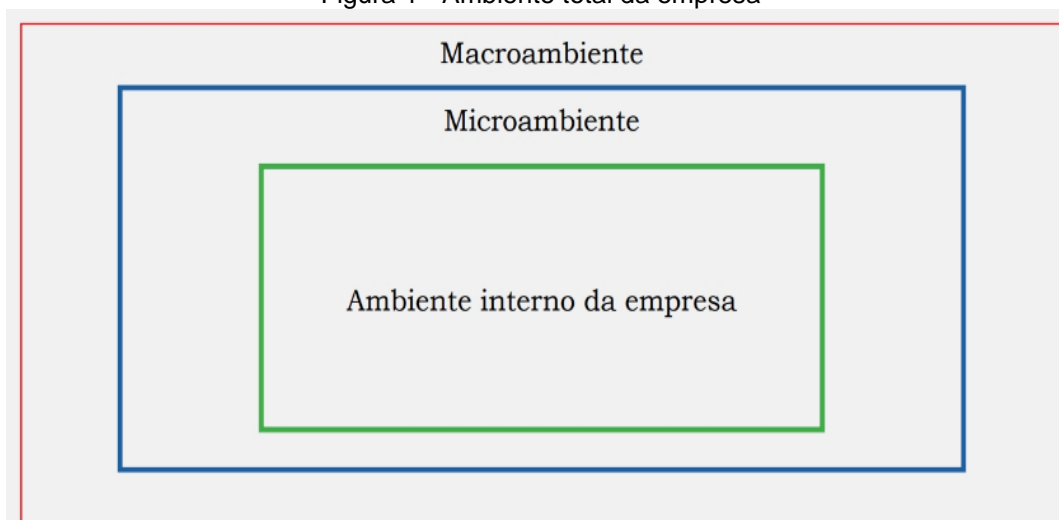 Figura 1 - Ambiente total da empresa
Macroambiente
Microambiente
Ambiente interno da empresa